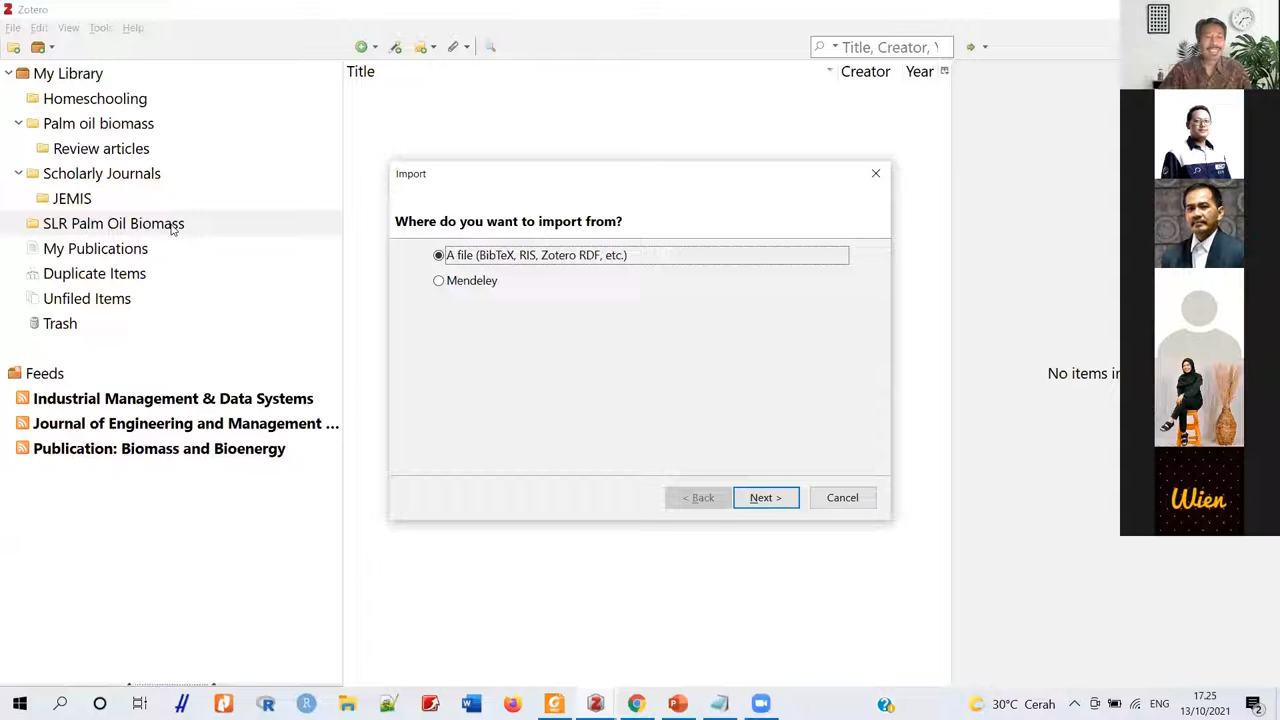 Zotero
File Edit View Tools Help
Title, Creator, Y
My Library
Homeschooling
Palm oil biomass
Review articles
Scholarly Journals
JEMIS
SLR Palm Oil Biomass
My Publications
Duplicate Items
Unfiled Items
Trash
Feeds
Industrial Management & Data Systems
Journal of Engineering and Management ...
Publication: Biomass and Bioenergy
Title Creator Year
Import
Where do you want to import from?
A file (BibTeX, RIS, Zotero RDF, etc.)
Mendeley
< Back Next > Cancel
No items in
Wien
30°C Cerah ENG 17.25
13/10/2021 2